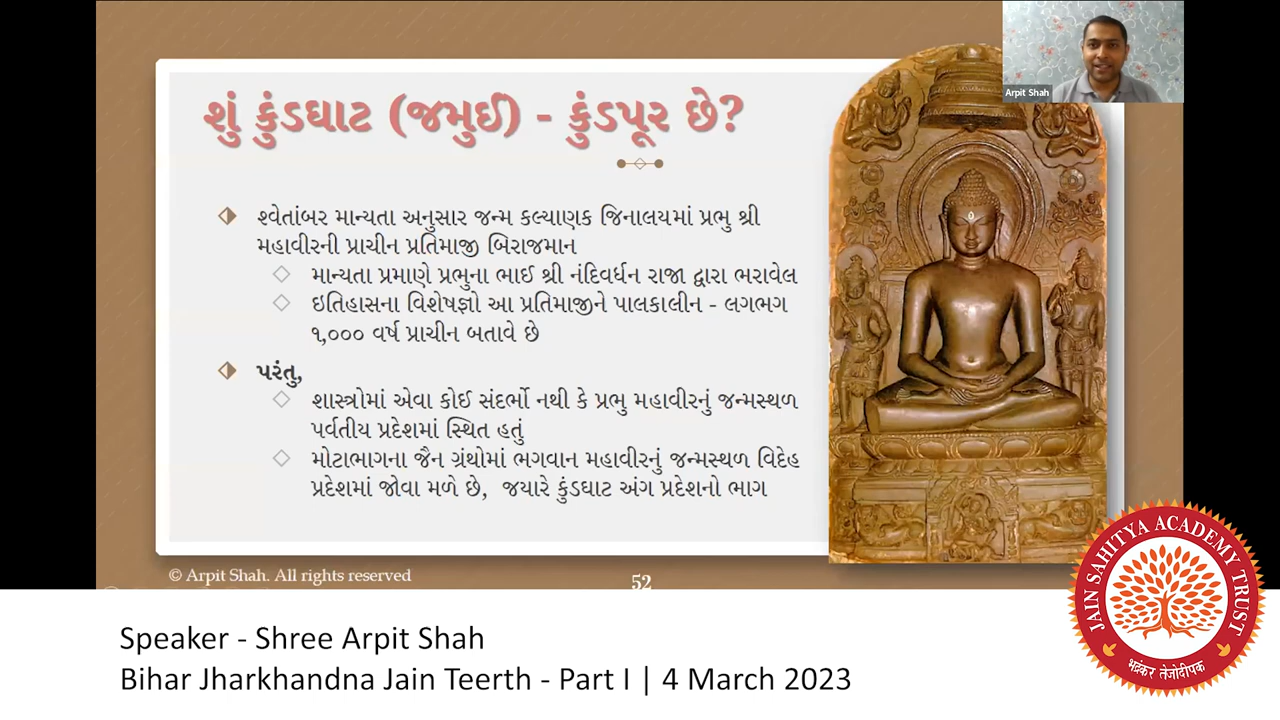 Arpit Shah
શું કુંડઘાટ (જમુઈ) - કુંડપૂર છે?
શ્વેતાંબર માન્યતા અનુસાર જન્મ કલ્યાણક જિનાલયમાં પ્રભુ શ્રી
મહાવીરની પ્રાચીન પ્રતિમાજી બિરાજમાન
માન્યતા પ્રમાણે પ્રભુના ભાઈ શ્રી નંદિવર્ધન રાજા દ્વારા ભરાવેલ
ઇતિહાસના વિશેષજ્ઞો આ પ્રતિમાજીને પાલકાલીન - લગભગ
૧,૦૦૦ વર્ષ પ્રાચીન બતાવે છે
પરંતુ,
શાસ્ત્રોમાં એવા કોઈ સંદર્ભો નથી કે પ્રભુ મહાવીરનું જન્મસ્થળ
પર્વતીય પ્રદેશમાં સ્થિત હતું
મોટાભાગના જૈન ગ્રંથોમાં ભગવાન મહાવીરનું જન્મસ્થળ વિદેહ
પ્રદેશમાં જોવા મળે છે, જયારે કુંડઘાટ અંગ પ્રદેશનો ભાગ
© Arpit Shah. All rights reserved
52
JAIN SAHITYA ACADEMY TRUST
भद्रंकर तेजोदीपक
Speaker - Shree Arpit Shah
Bihar Jharkhandna Jain Teerth - Part I | 4 March 2023